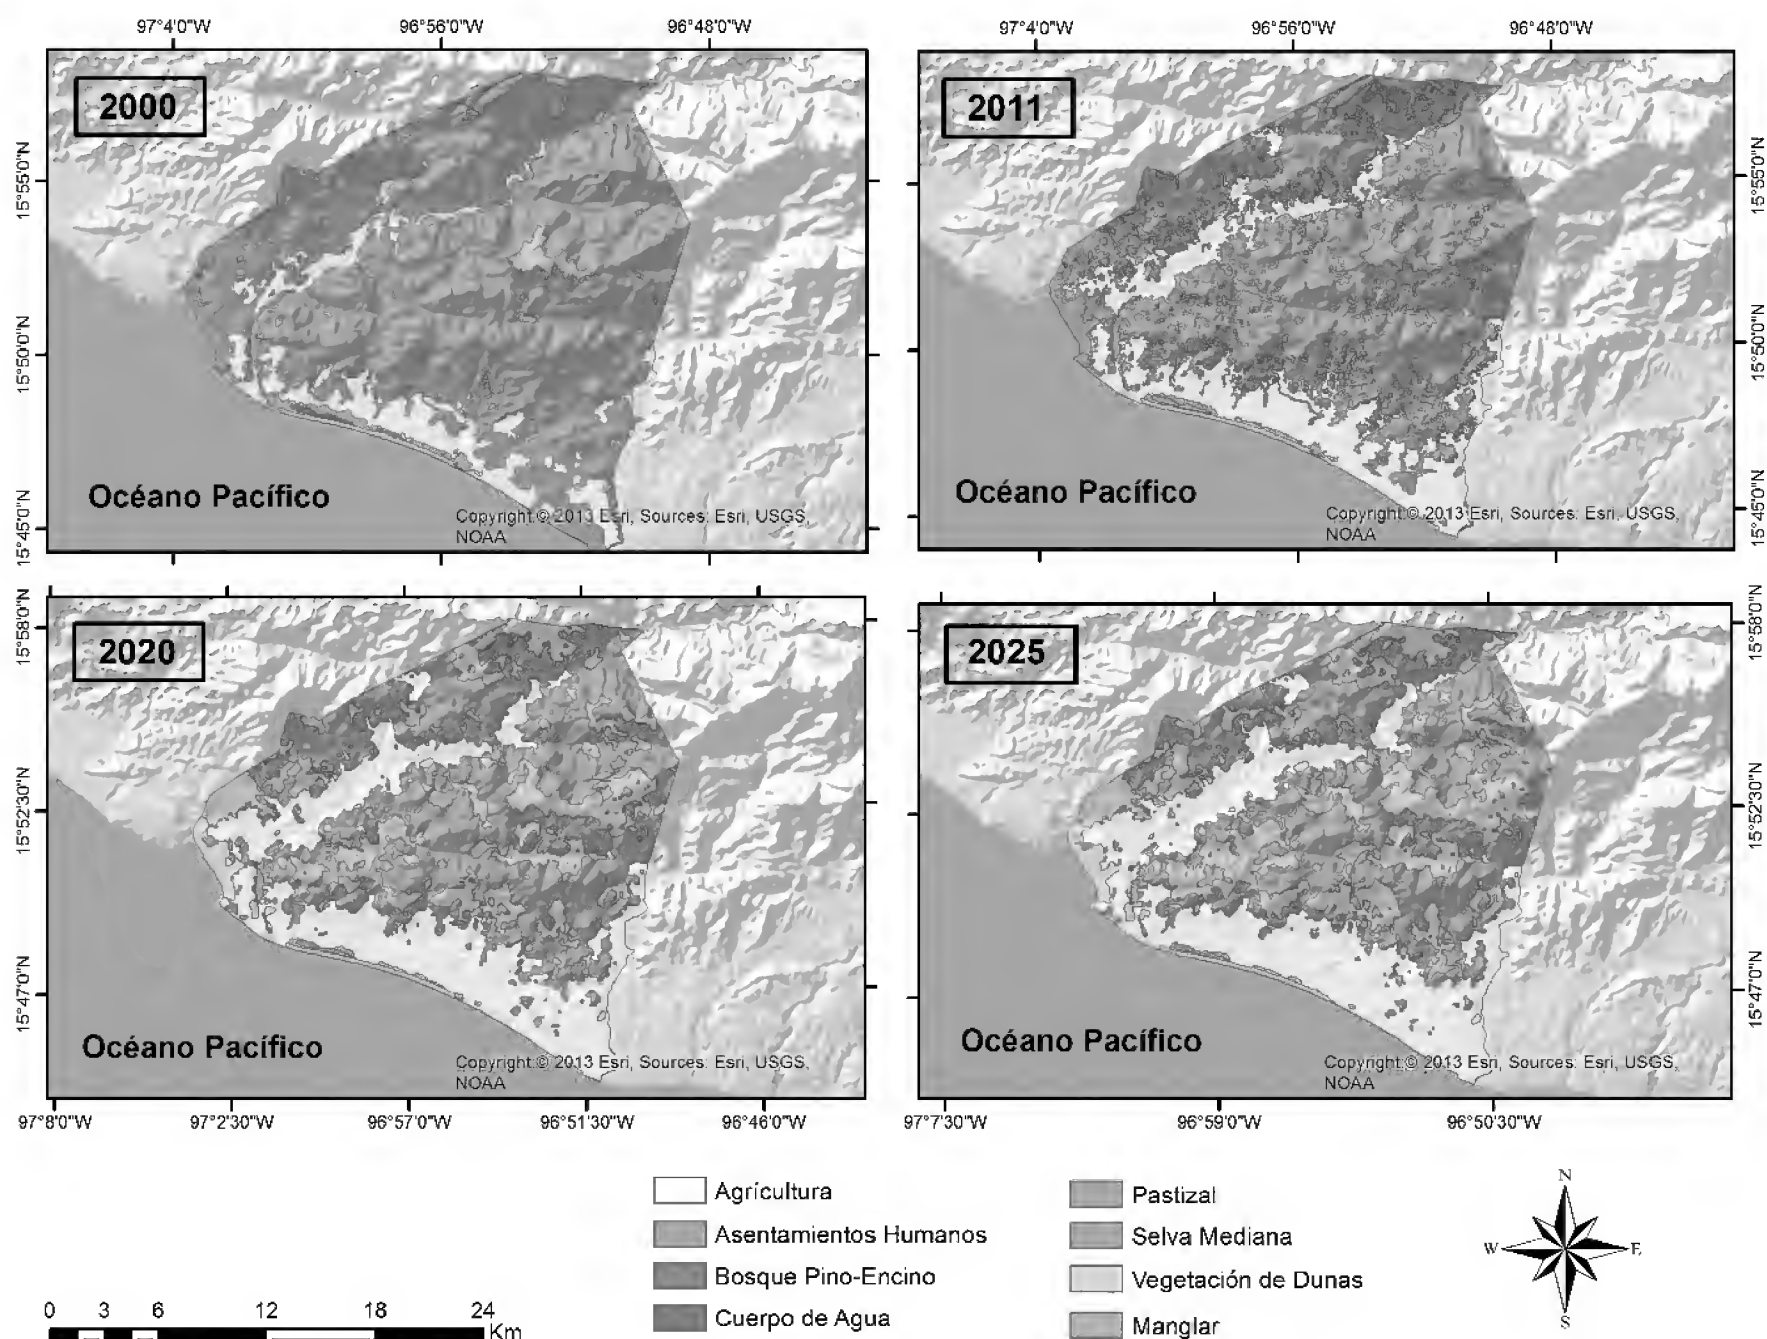 97°4'0"W 96°56'0"W 96°48'0"W
97°4'0"W 96°56'0"W 96°48'0"W
2000
2011
15°55'0"N
15°50'0"N
15°45'0"N
15°55'0"N
15°50'0"N
15°45'0"N
Océano Pacífico
Copyright:© 2013 Esri, Sources: Esri, USGS,
NOAA
Océano Pacífico
Copyright:© 2013 Esri, Sources: Esri, USGS,
NOAA
2020
2025
15°58'0"N
15°52'30"N
15°47'0"N
15°58'0"N
15°52'30"N
15°47'0"N
Océano Pacífico
Copyright:© 2013 Esri, Sources: Esri, USGS,
NOAA
Océano Pacífico
Copyright:© 2013 Esri, Sources: Esri, USGS,
NOAA
97°8'0"W 97°2'30"W 96°57'0"W 96°51'30"W 96°46'0"W
97°7'30"W 96°59'0"W 96°50'30"W
Agrícultura
Asentamientos Humanos
Bosque Pino-Encino
Cuerpo de Agua
Pastizal
Selva Mediana
Vegetación de Dunas
Manglar
N
W E
S
0 3 6 12 18 24
Km